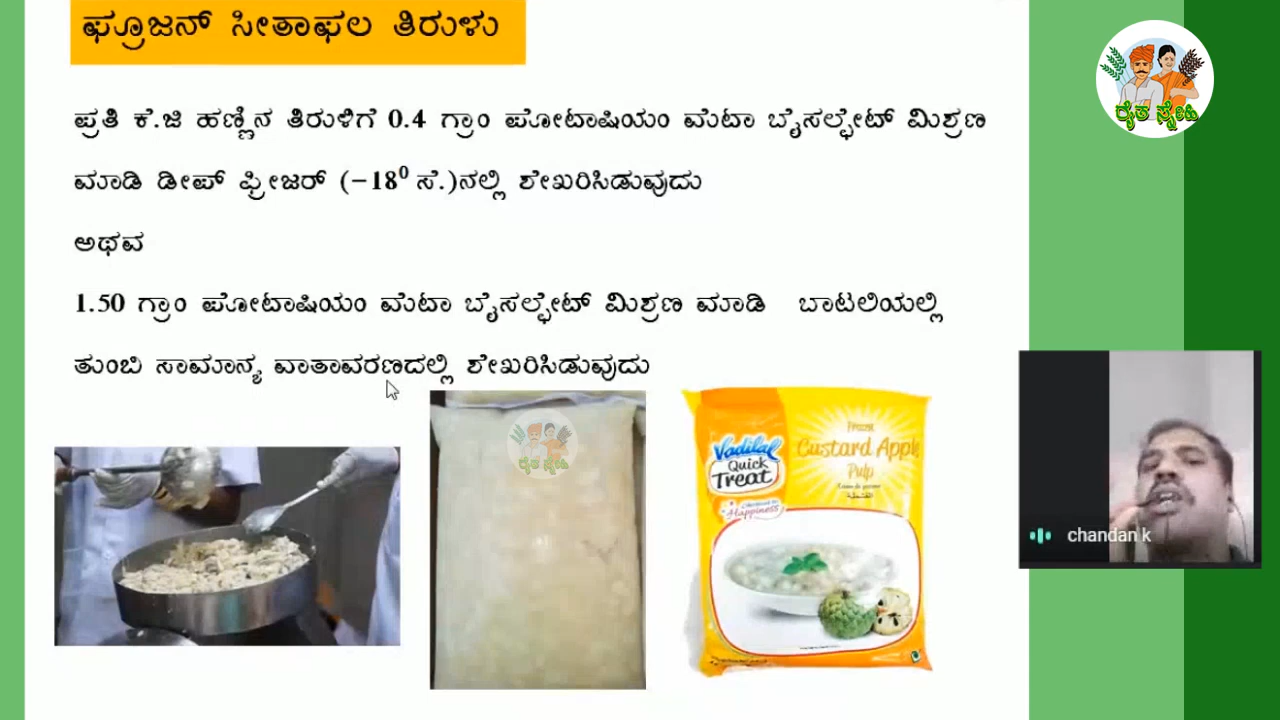 ಫ್ರೂಜನ್ ಸೀತಾಫಲ ತಿರುಳು
ರೈತ ಸ್ನೇಹಿ
ಪ್ರತಿ ಕೆ.ಜಿ ಹಣ್ಣಿನ ತಿರುಳಿಗೆ 0.4 ಗ್ರಾಂ ಪೋಟಾಷಿಯಂ ಮೆಟಾ ಬೈಸಲ್ಫೇಟ್ ಮಿಶ್ರಣ
ಮಾಡಿ ಡೀಪ್ ಫ್ರೀಜರ್ (–18⁰ ಸೆ.)ನಲ್ಲಿ ಶೇಖರಿಸಿಡುವುದು
ಅಥವ
1.50 ಗ್ರಾಂ ಪೋಟಾಷಿಯಂ ಮೆಟಾ ಬೈಸಲ್ಫೇಟ್ ಮಿಶ್ರಣ ಮಾಡಿ ಬಾಟಲಿಯಲ್ಲಿ
ತುಂಬಿ ಸಾಮಾನ್ಯ ವಾತಾವರಣದಲ್ಲಿ ಶೇಖರಿಸಿಡುವುದು
ರೈತ ಸ್ನೇಹಿ
Vadilal
Quick
Treat
Happiness
Frozen
Custard Apple
Pulp
chandan k